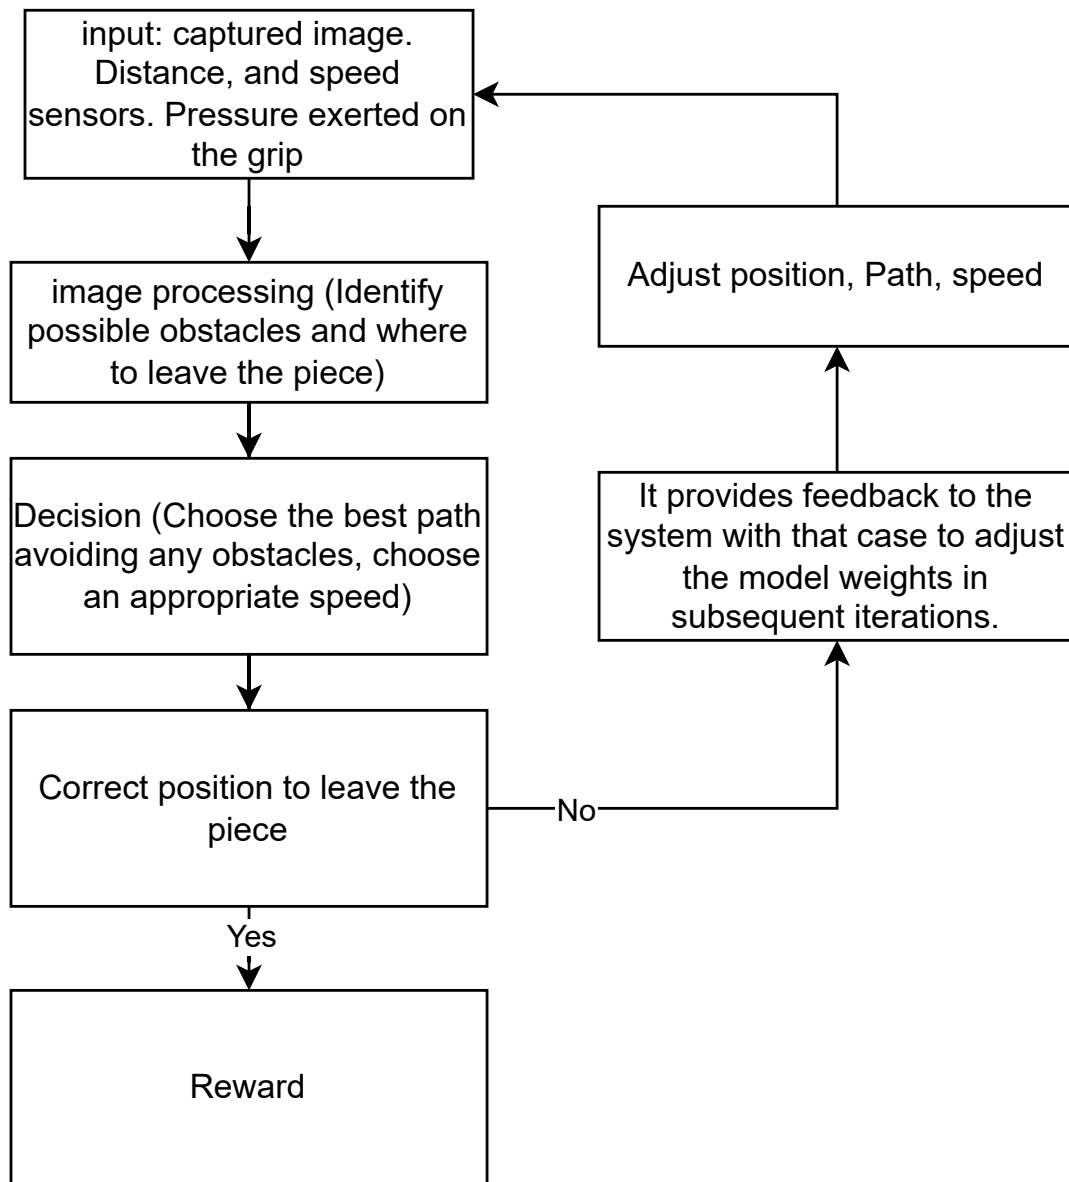 input: captured image.
Distance, and speed
sensors. Pressure exerted on
the grip
image processing (Identify
possible obstacles and where
to leave the piece)
Decision (Choose the best path
avoiding any obstacles, choose
an appropriate speed)
Correct position to leave the
piece
No
Yes
Reward
It provides feedback to the
system with that case to adjust
the model weights in
subsequent iterations.
Adjust position, Path, speed